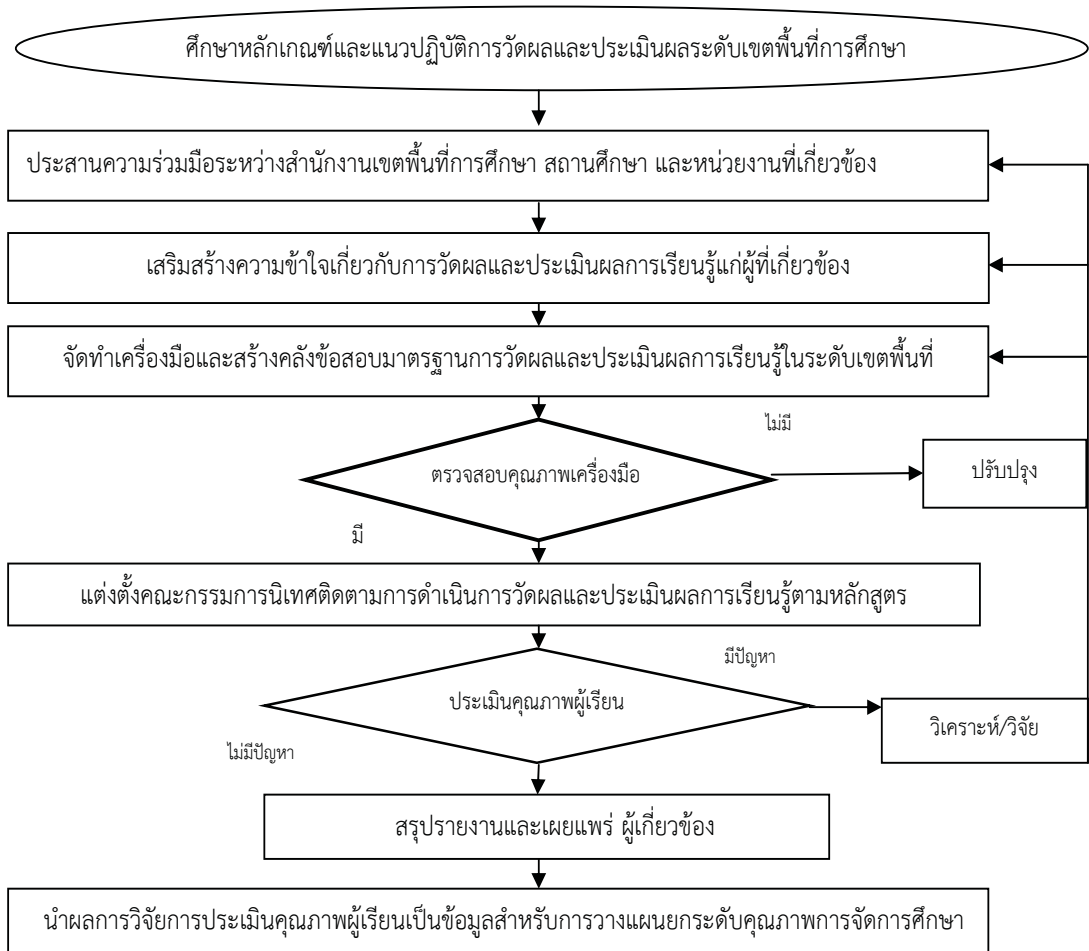 ศึกษาหลักเกณฑ์และแนวปฏิบัติการวัดผลและประเมินผลระดับเขตพื้นที่การศึกษา
ประสานความร่วมมือระหว่างสำนักงานเขตพื้นที่การศึกษา สถานศึกษา และหน่วยงานที่เกี่ยวข้อง
เสริมสร้างความข้าใจเกี่ยวกับการวัดผลและประเมินผลการเรียนรู้แก่ผู้ที่เกี่ยวข้อง
จัดทำเครื่องมือและสร้างคลังข้อสอบมาตรฐานการวัดผลและประเมินผลการเรียนรู้ในระดับเขตพื้นที่
ไม่มี
ตรวจสอบคุณภาพเครื่องมือ
ปรับปรุง
มี
แต่งตั้งคณะกรรมการนิเทศติดตามการดำเนินการวัดผลและประเมินผลการเรียนรู้ตามหลักสูตร
มีปัญหา
ประเมินคุณภาพผู้เรียน
วิเคราะห์/วิจัย
ไม่มีปัญหา
สรุปรายงานและเผยแพร่ ผู้เกี่ยวข้อง
นำผลการวิจัยการประเมินคุณภาพผู้เรียนเป็นข้อมูลสำหรับการวางแผนยกระดับคุณภาพการจัดการศึกษา